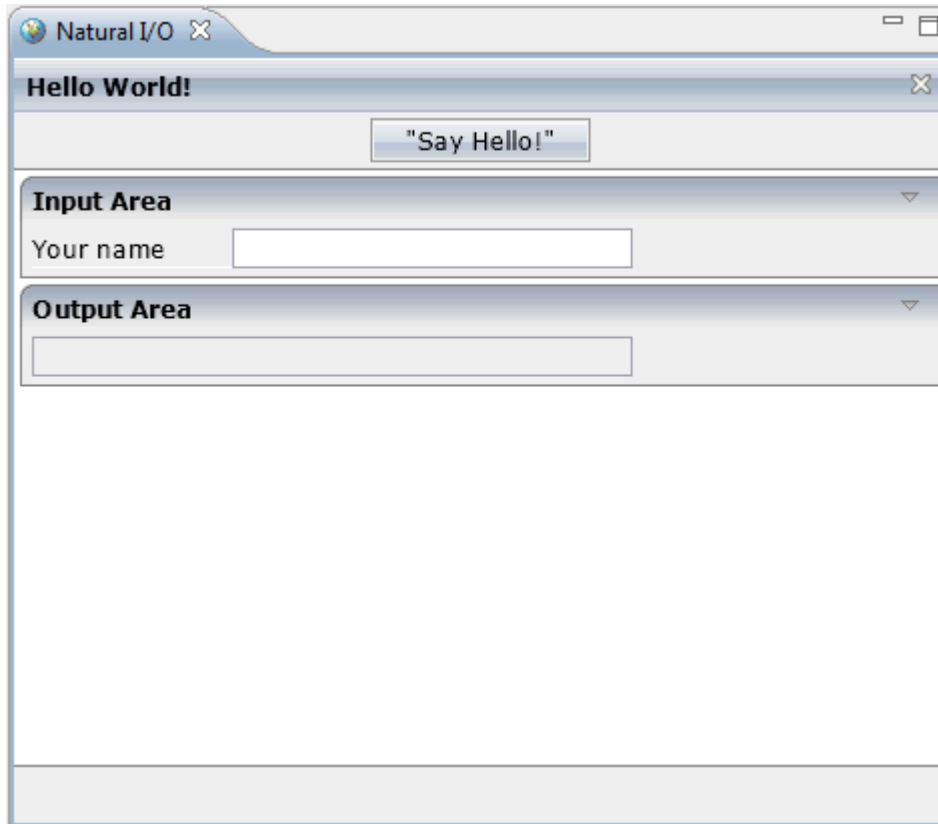 Natural I/O
Hello World!
"Say Hello!"
Input Area
Your name
Output Area